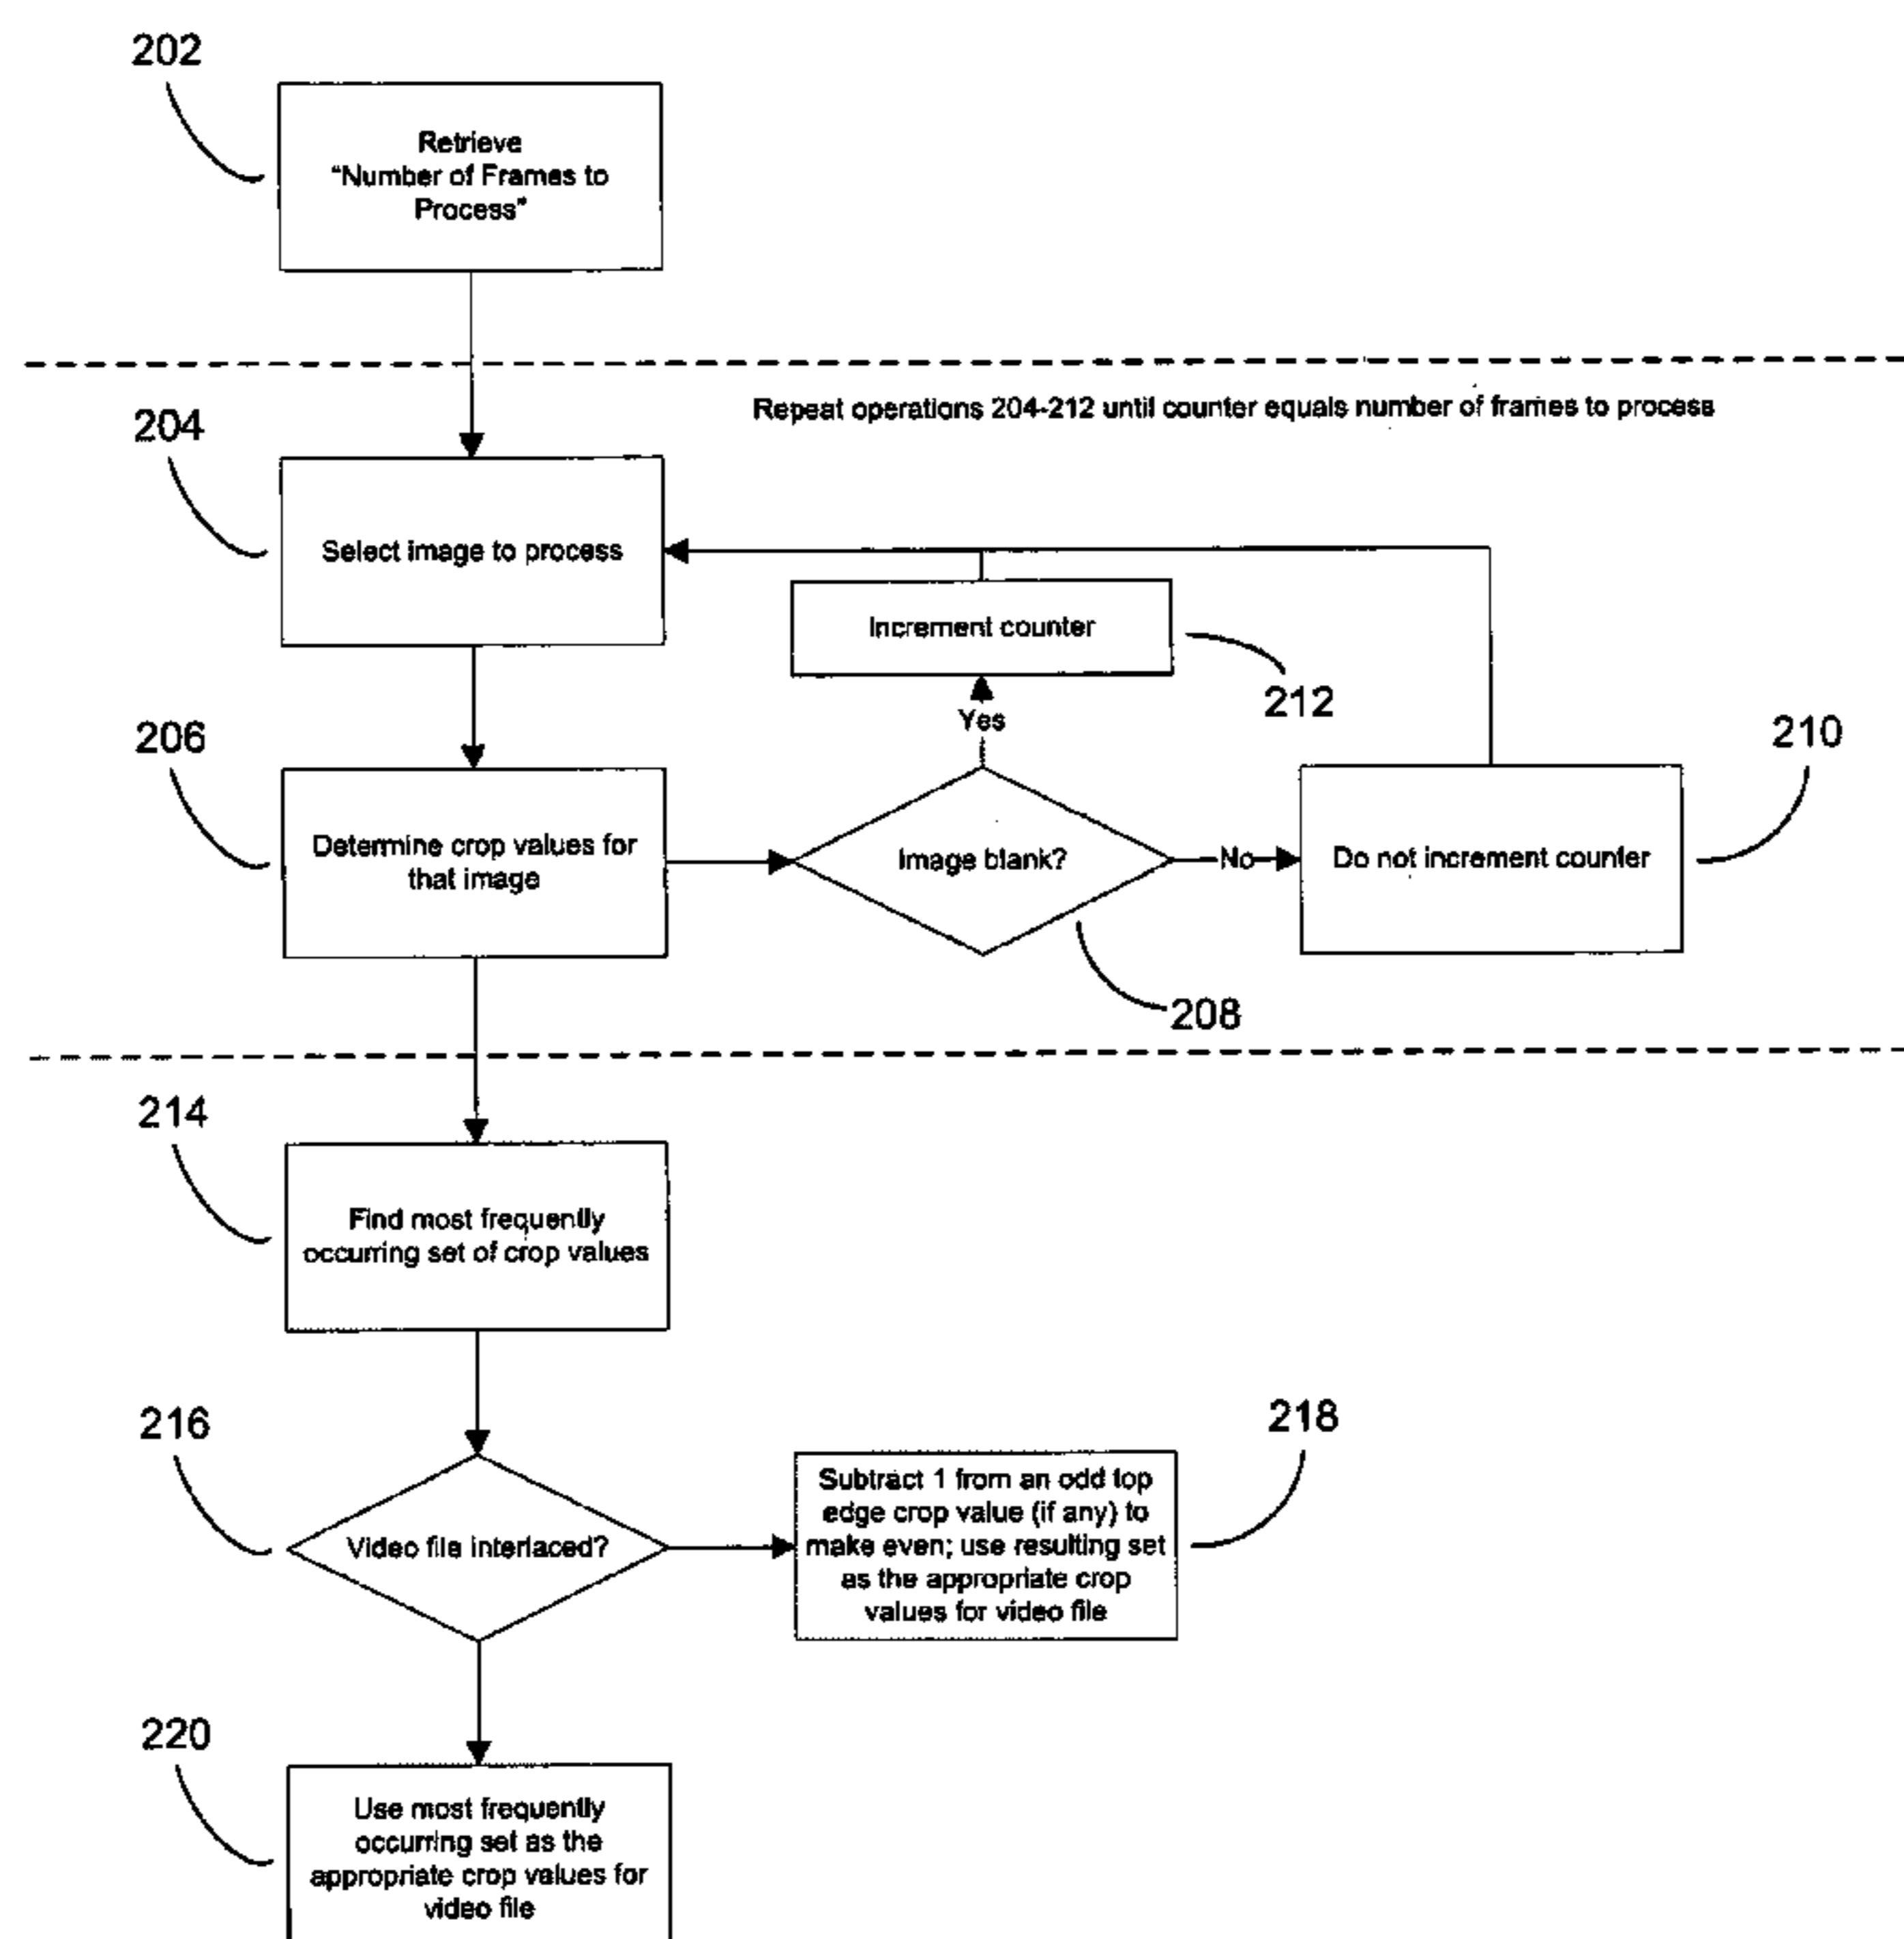 202
Retrieve
"Number of Frames to
Process"
Repeat operations 204-212 until counter equals number of frames to process
204
Select image to process
Increment counter
212
Yes
206
Determine crop values for
that image
Image blank?
No
Do not increment counter
210
208
214
Find most frequently
occurring set of crop values
216
Video file interlaced?
218
Subtract 1 from an odd top
edge crop value (if any) to
make even; use resulting set
as the appropriate crop
values for video file
220
Use most frequently
occurring set as the
appropriate crop values for
video file